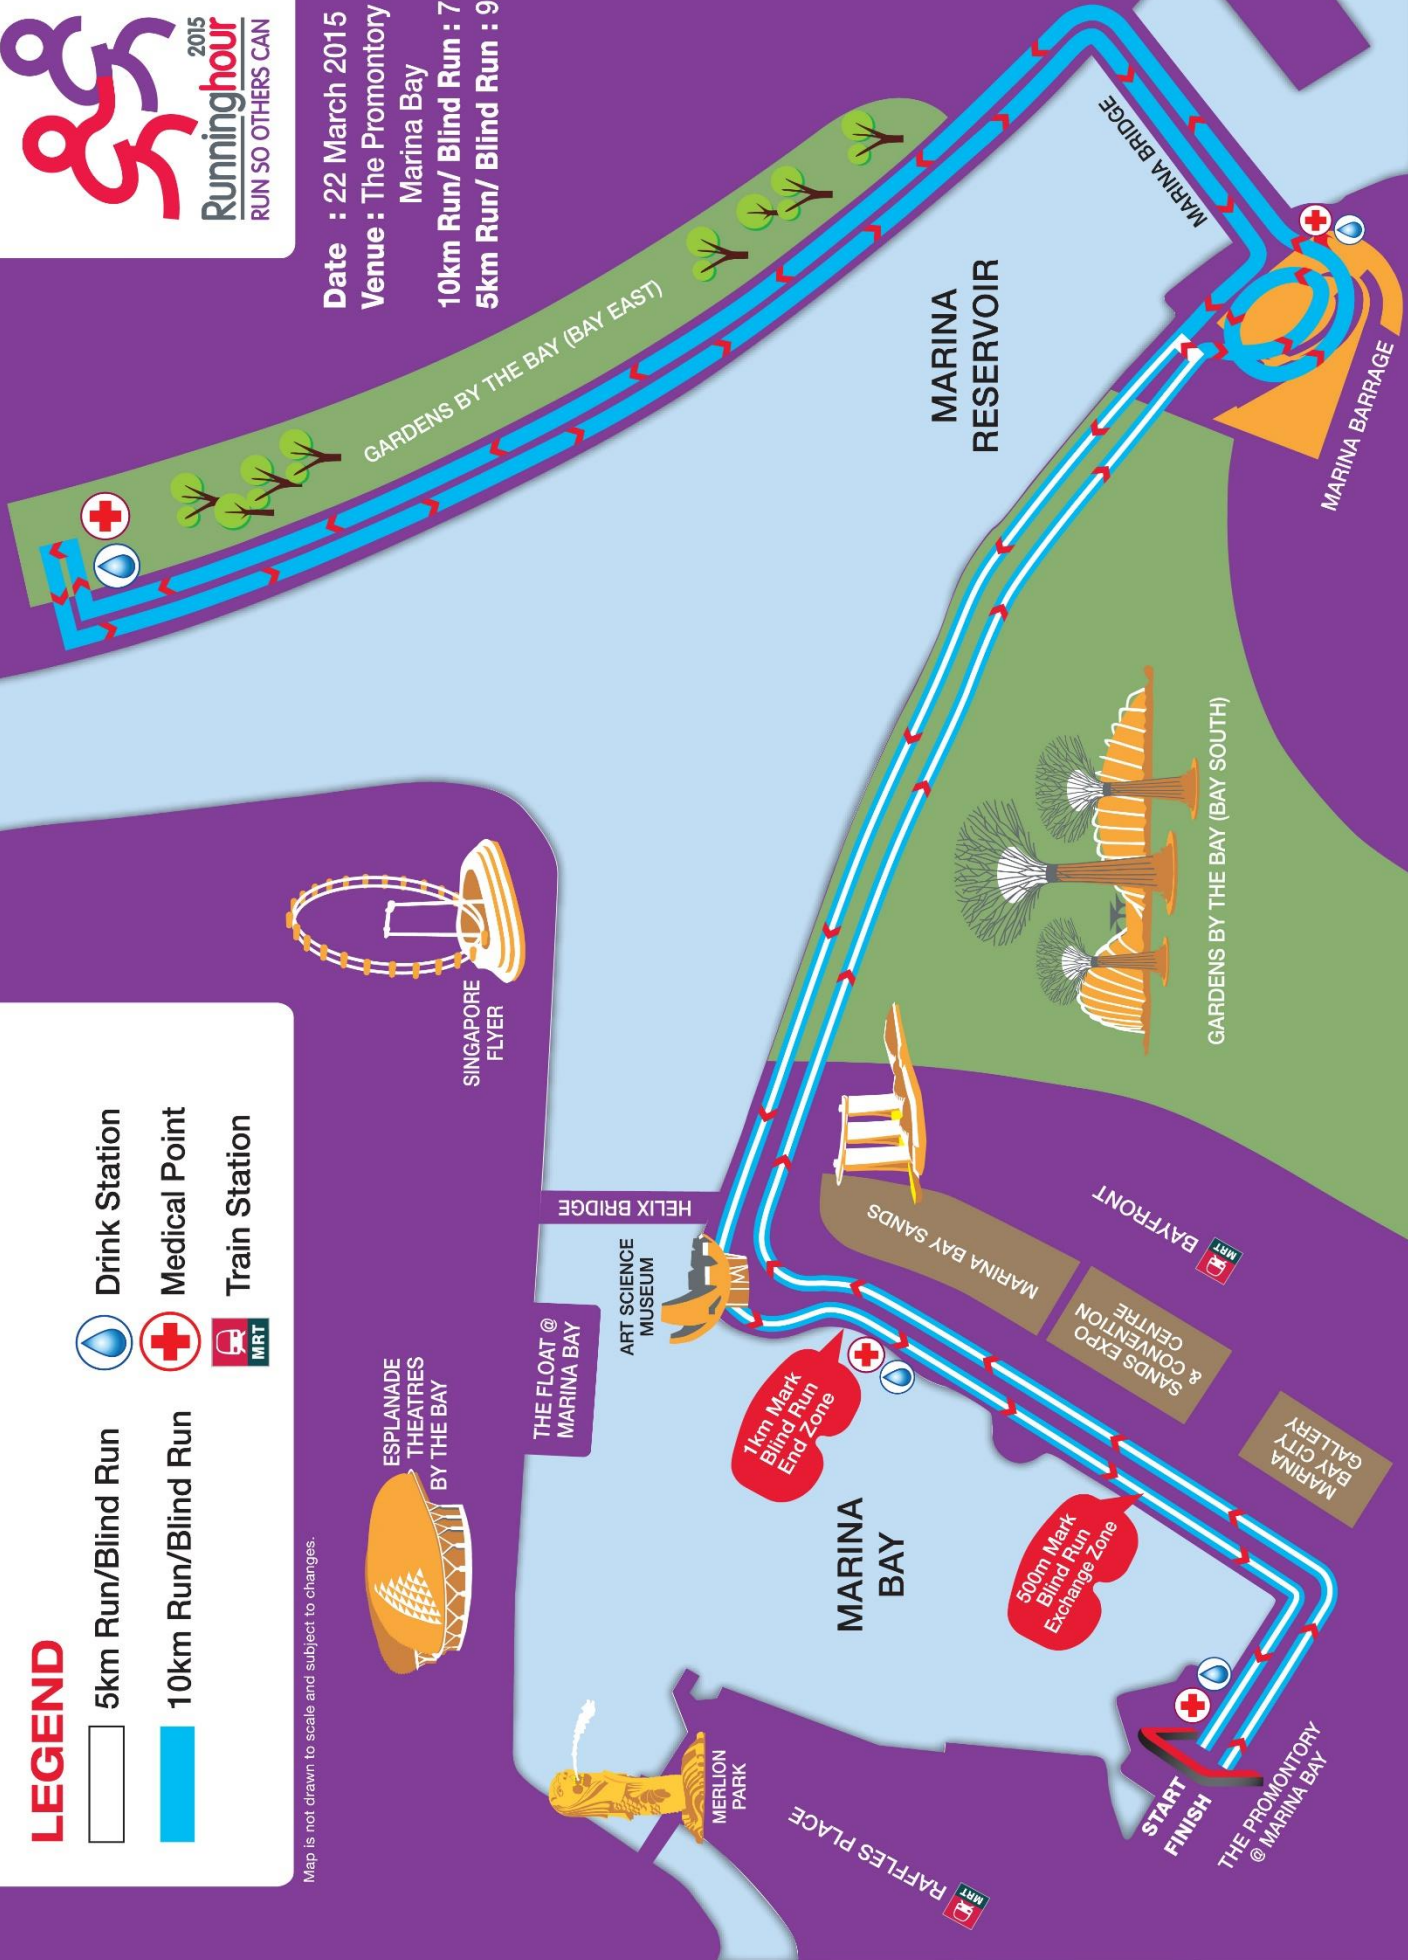 2015
Runninghour
RUN SO OTHERS CAN
Date : 22 March 2015
Venue : The Promontory
Marina Bay
10km Run/ Blind Run : 7
5km Run/ Blind Run : 9
LEGEND
5km Run/Blind Run
10km Run/Blind Run
Drink Station
Medical Point
MRT
Train Station
Map is not drawn to scale and subject to changes.
GARDENS BY THE BAY (BAY EAST)
MARINA BRIDGE
MARINA
RESERVOIR
MARINA BARRAGE
SINGAPORE
FLYER
GARDENS BY THE BAY (BAY SOUTH)
HELIX BRIDGE
ART SCIENCE
MUSEUM
THE FLOAT @
MARINA BAY
ESPLANADE
THEATRES
BY THE BAY
MARINA BAY SANDS
BAYFRONT
MRT
SANDS EXPO
& CONVENTION
CENTRE
MARINA
BAY CITY
GALLERY
1km Mark
Blind Run
End Zone
MARINA
BAY
500m Mark
Blind Run
Exchange Zone
MERLION
PARK
RAFFLES PLACE
MRT
START
FINISH
THE PROMONTORY
@ MARINA BAY